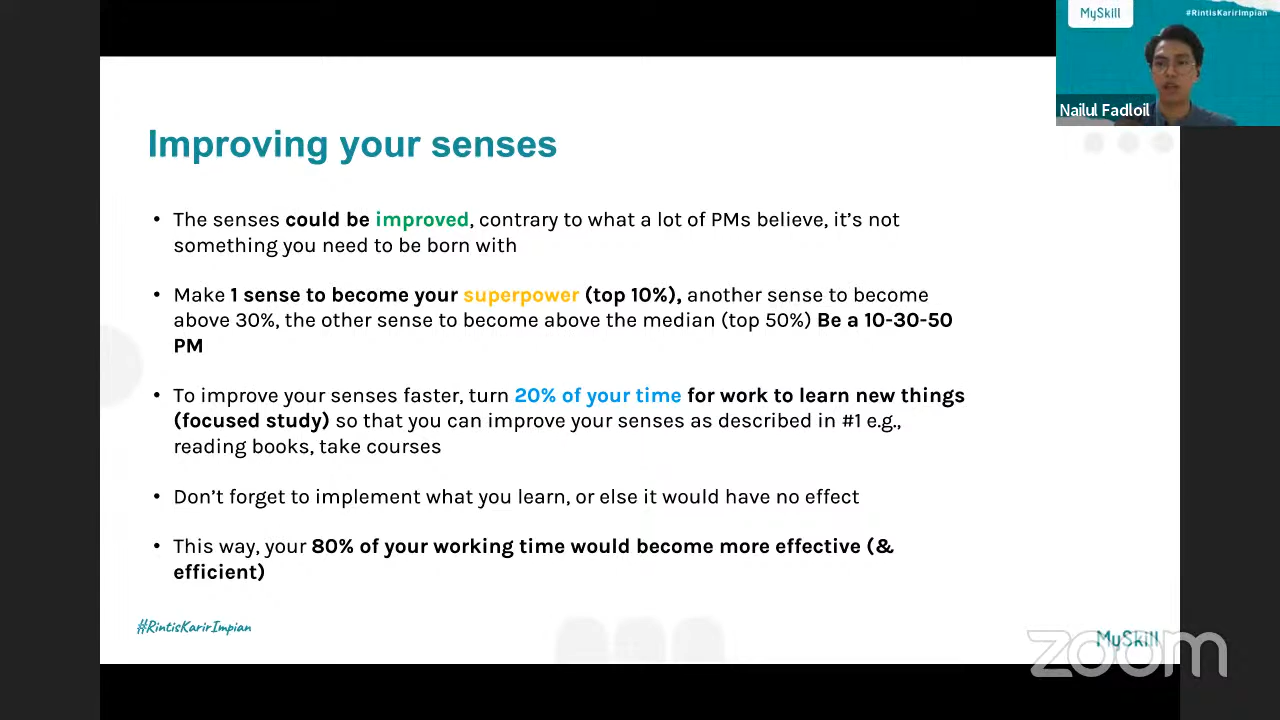 MySkill
#RintisKarirImpian
Nailul Fadloil
Improving your senses
• The senses could be improved, contrary to what a lot of PMs believe, it's not
something you need to be born with
• Make 1 sense to become your superpower (top 10%), another sense to become
above 30%, the other sense to become above the median (top 50%) Be a 10-30-50
PM
• To improve your senses faster, turn 20% of your time for work to learn new things
(focused study) so that you can improve your senses as described in #1 e.g.,
reading books, take courses
• Don't forget to implement what you learn, or else it would have no effect
• This way, your 80% of your working time would become more effective (&
efficient)
#RintisKarirImpian
MySkill
zoom